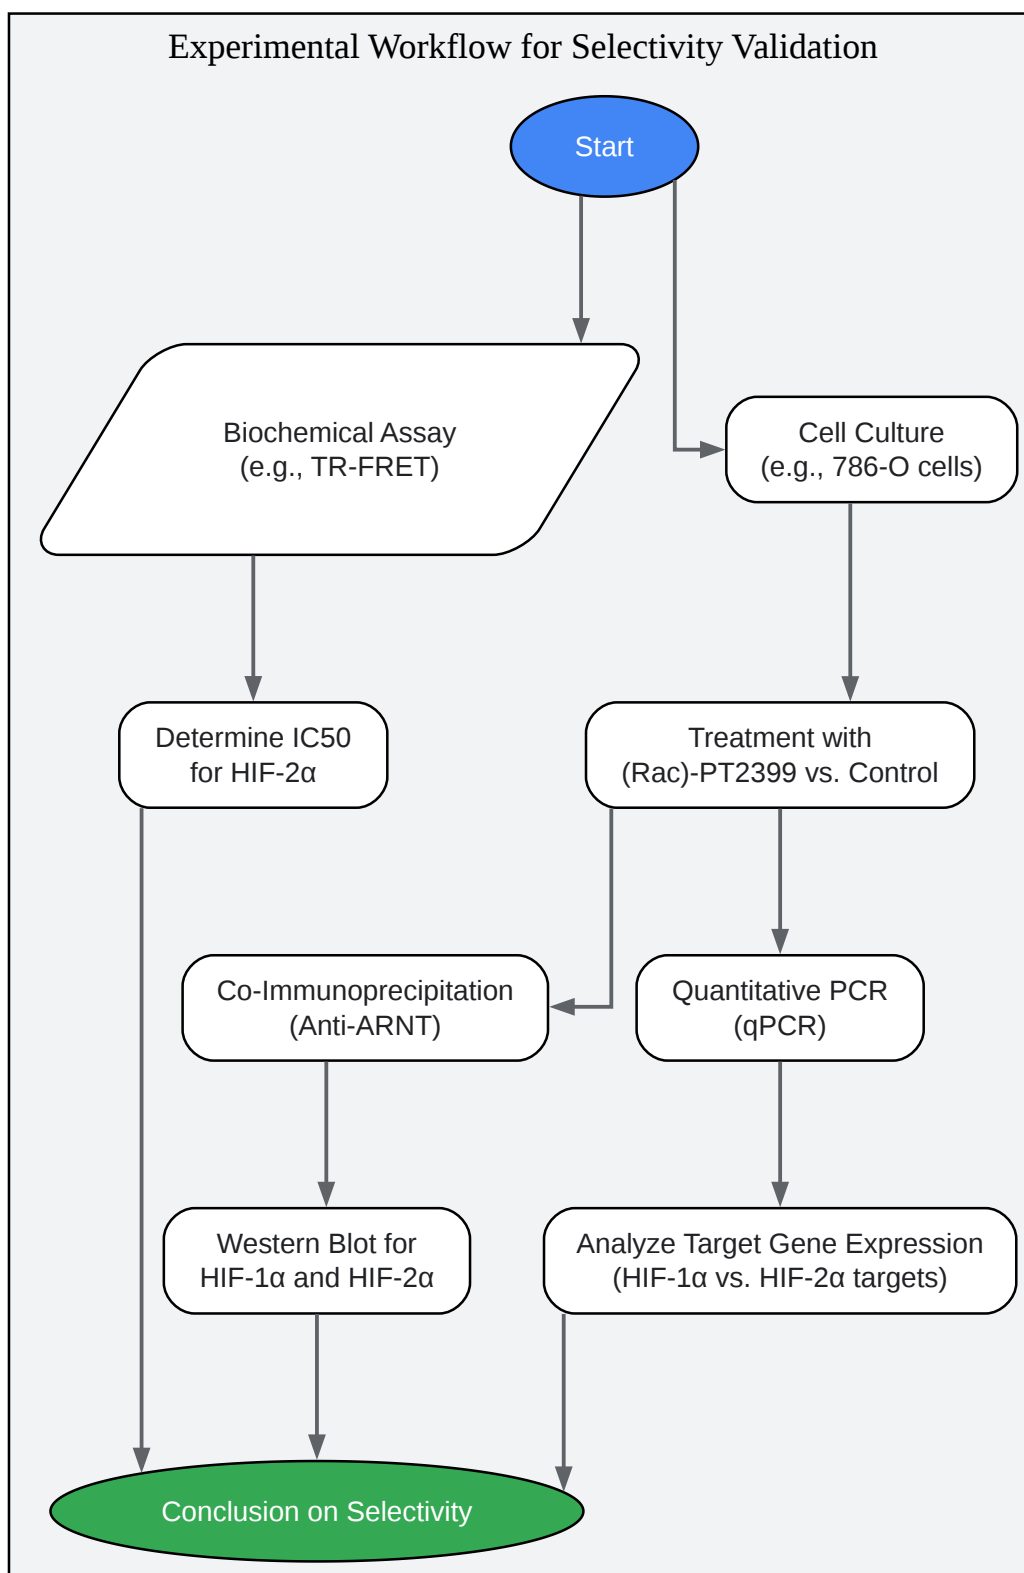 Experimental Workflow for Selectivity Validation
Start
Biochemical Assay
(e.g., TR-FRET)
Cell Culture
(e.g., 786-O cells)
Determine IC50
for HIF-2α
Treatment with
(Rac)-PT2399 vs. Control
Co-Immunoprecipitation
(Anti-ARNT)
Quantitative PCR
(qPCR)
Western Blot for
HIF-1α and HIF-2α
Analyze Target Gene Expression
(HIF-1α vs. HIF-2α targets)
Conclusion on Selectivity